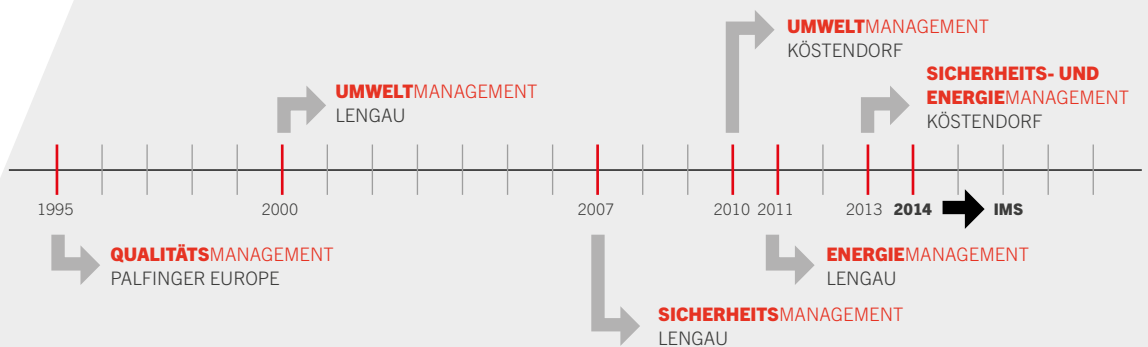 UMWELTMANAGEMENT
KÖSTENDORF
SICHERHEITS- UND
ENERGIEMANAGEMENT
KÖSTENDORF
UMWELTMANAGEMENT
LENGAU
1995 2000 2007 2010 2011 2013 2014 IMS
QUALITÄTSMANAGEMENT
PALFINGER EUROPE
ENERGIEMANAGEMENT
LENGAU
SICHERHEITSMANAGEMENT
LENGAU